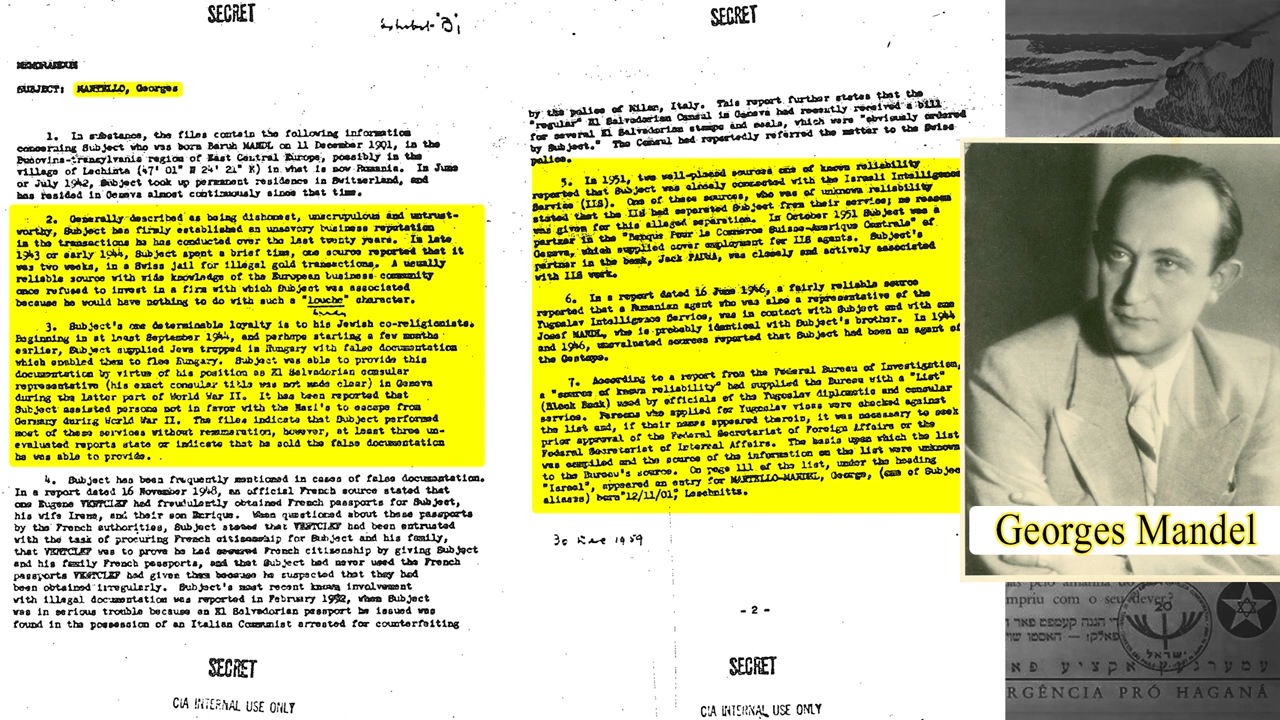 SECRET
Exhibit "B"
MEMORANDUM
SUBJECT: MANTELLO, Georges
1. In substance, the files contain the following information
concerning Subject who was born Baruh MANDL on 11 December 1901, in the
region of East Central Europe, possibly in the
village of Lechinta (47° 01" N 24° 21" E) in what is now Rumania. In June
or July 1942, Subject took up permanent residence in Switzerland, and
has resided in Geneva almost continuously since that time.
2. Generally described as being dishonest, unscrupulous and untrust-
worthy, Subject has firmly established an unsavory business reputation
in the transactions he has conducted over the last twenty years. In late
1943 or early 1944, Subject spent a brief time, one source reported that it
was two weeks, in a Swiss jail for illegal gold transactions. A usually
reliable source with wide knowledge of the European business community
once refused to invest in a firm with which Subject was associated
because he would have nothing to do with such a "louche" character.
3. Subject's one determinable loyalty is to his Jewish co-religionists.
Beginning in at least September 1944, and perhaps starting a few months
earlier, Subject supplied Jews trapped in Hungary with false documentation
which enabled them to flee Hungary. Subject was able to provide this
documentation by virtue of his position as El Salvadorian consular
representative (his exact consular title was not made clear) in Geneva
during the latter part of World War II. It has been reported that
Subject assisted persons not in favor with the Nazi's to escape from
Germany during World War II. The files indicate that Subject performed
most of these services without remuneration, however, at least three un-
evaluated reports state or indicate that he sold the false documentation
he was able to provide.
4. Subject has been frequently mentioned in cases of false documentation.
In a report dated 16 November 1948, an official French source stated that
one Eugene VENTCLEF had fraudulently obtained French passports for Subject,
his wife Irene, and their son Enrique. When questioned about these passports
by the French authorities, Subject stated that VENTCLEF had been entrusted
with the task of procuring French citizenship for Subject and his family,
that VENTCLEF was to prove he had secured French citizenship by giving Subject
and his family French passports, and that Subject had never used the French
passports VENTCLEF had given them because he suspected that they had
been obtained irregularly. Subject's most recent known involvement
with illegal documentation was reported in February 1952, when Subject
was in serious trouble because an El Salvadorian passport he issued was
found in the possession of an Italian Communist arrested for counterfeiting
SECRET
CIA INTERNAL USE ONLY
SECRET
by the police of Milan, Italy. This report further states that the
"regular" El Salvadorian Consul in Geneva had recently received a bill
for several El Salvadorian stamps and seals, which were "obviously ordered
by Subject." The Consul had reportedly referred the matter to the Swiss
police.
5. In 1951, two well-placed sources one of known reliability
reported that Subject was closely connected with the Israeli Intelligence
Service (IIS). One of these sources, who was of unknown reliability
stated that the IIS had separated Subject from their service; no reason
was given for this alleged separation. In October 1951 Subject was a
partner in the "Banque Pour le Commerce Suisse-Amerique Centrale" of
Geneva, which supplied cover employment for IIS agents. Subject's
partner in the bank, Jack was closely and actively associated
with IIS work.
6. In a report dated 16 June 1946, a fairly reliable source
reported that a Rumanian agent who was also a representative of the
Yugoslav Intelligence Service, was in contact with Subject and with one
Josef MANDL, who is probably identical with Subject's brother. In 1944
and 1946, unevaluated sources reported that Subject had been an agent of
the Gestapo.
7. According to a report from the Federal Bureau of Investigation,
a "source of known reliability" had supplied the Bureau with a "List"
(Black Book) used by officials of the Yugoslav diplomatic and consular
service. Persons who applied for Yugoslav visas were checked against
the list and, if their names appeared therein, it was necessary to seek
prior approval of the Federal Secretariat of Foreign Affairs or the
Federal Secretariat of Internal Affairs. The basis upon which the list
was compiled and the source of the information on the list were unknown
to the Bureau's source. On page 111 of the list, under the heading
"Israel", appeared an entry for MARTELLO-MANDEL, George, (one of Subject
aliases) born "12/11/01," Leschnitz.
30 Dec 1959
- 2 -
SECRET
CIA INTERNAL USE ONLY
Georges Mandel
pelo amanhã
mpriu com o seu dever?
20
ישראל
RGÊNCIA PRÓ HAGANÁ